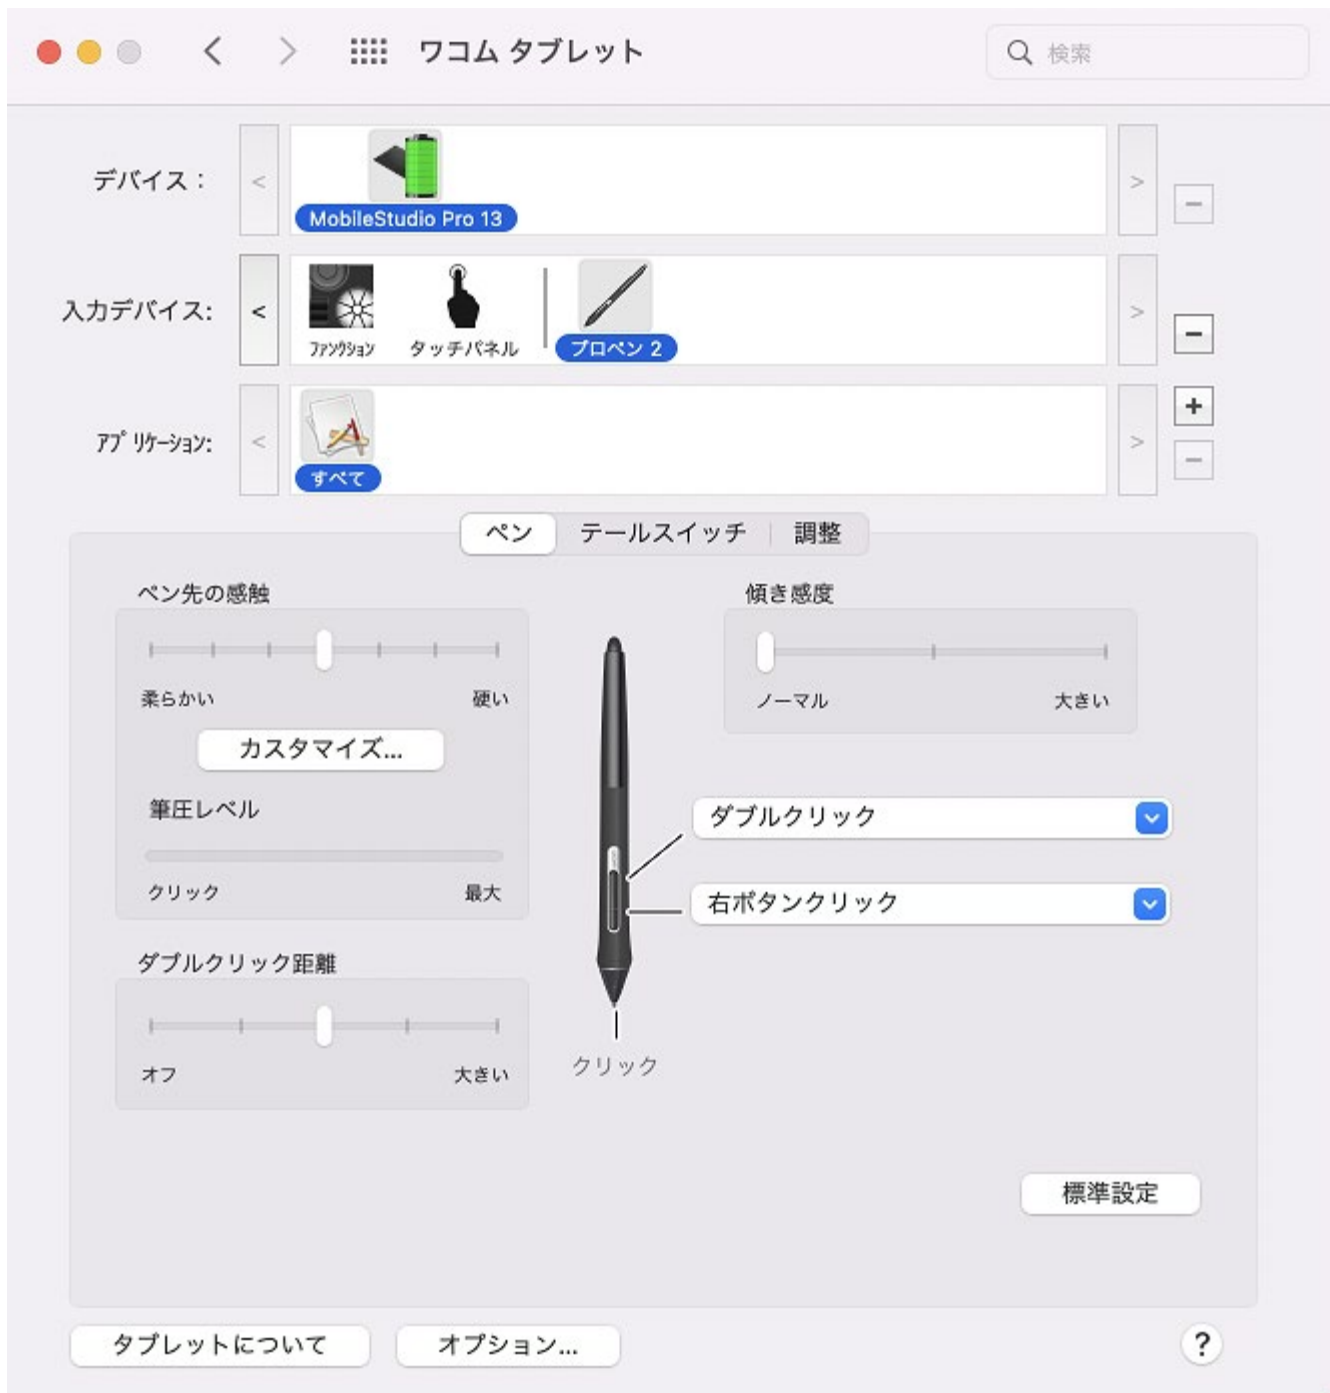 ワコム タブレット
検索
デバイス：
<
>
MobileStudio Pro 13
入力デバイス:
<
>
ファンクション
タッチパネル
プロペン 2
アプリケーション:
<
>
すべて
ペン
テールスイッチ
調整
ペン先の感触
傾き感度
柔らかい
硬い
ノーマル
大きい
カスタマイズ...
筆圧レベル
ダブルクリック
クリック
最大
右ボタンクリック
ダブルクリック距離
オフ
大きい
クリック
標準設定
タブレットについて
オプション...
?